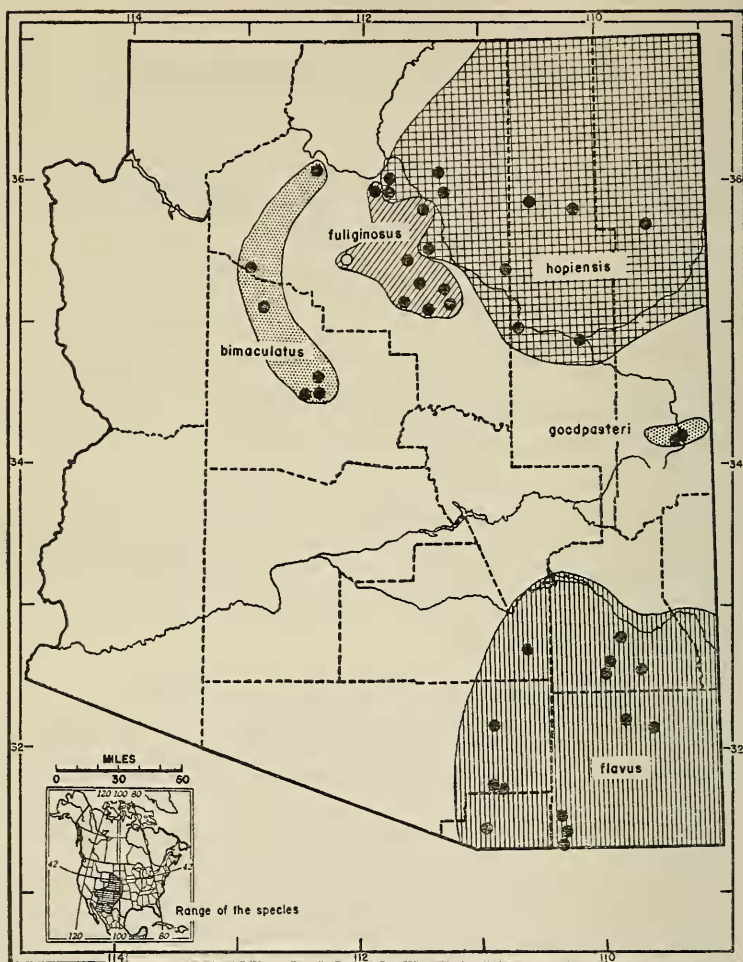 114
112
110
36
36
fuliginosus
hopiensis
bimaculatus
goodpasteri
34
34
32
32
MILES
0 30 60
flavus
120 100 80
42
42
Range of the species
120 100 80
114
112
110